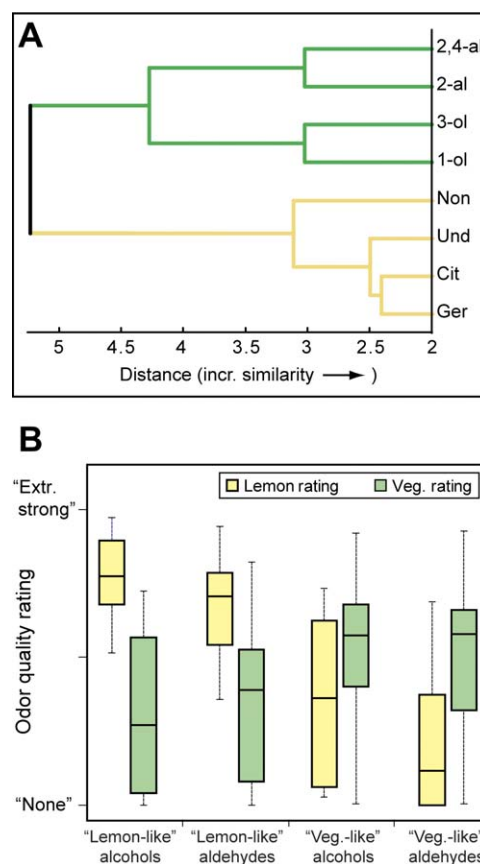 A
2,4-al
2-al
3-ol
1-ol
Non
Und
Cit
Ger
5 4.5 4 3.5 3 2.5 2
Distance (incr. similarity → )
B
"Extr.
strong"
Lemon rating Veg. rating
Odor quality rating
"None"
"Lemon-like" "Lemon-like" "Veg.-like" "Veg.-like"
alcohols aldehydes alcohols aldehydes